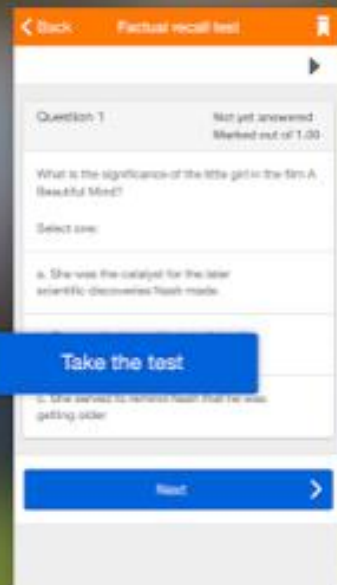 Back Factual recall test
Question 1 Not yet answered
Marked out of 1.00
What is the significance of the little girl in the film A
Beautiful Mind?
Select one:
a. She was the catalyst for the later
scientific discoveries Nash made.
Take the test
c. She served to remind Nash that he was
getting older
Next